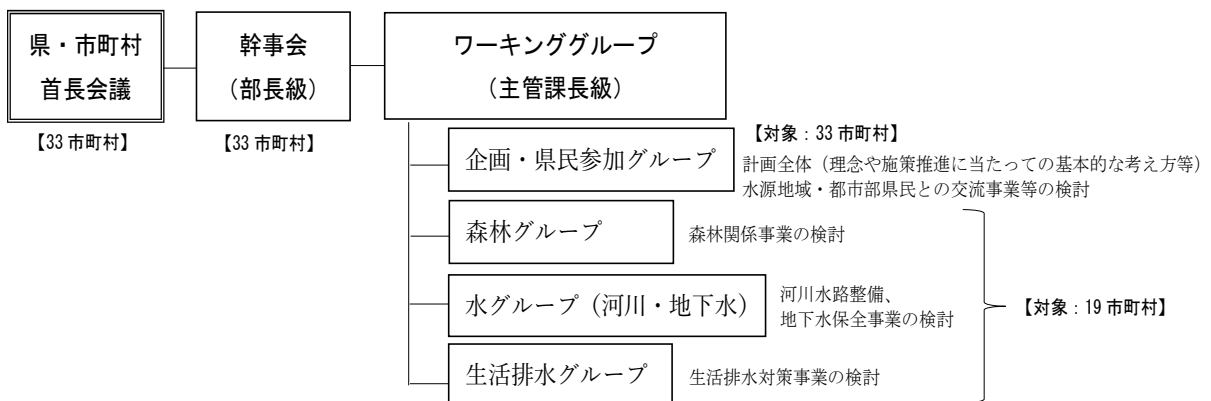 県・市町村
首長会議
【33 市町村】
幹事会
（部長級）
【33 市町村】
ワーキンググループ
（主管課長級）
企画・県民参加グループ
【対象：33 市町村】
計画全体（理念や施策推進に当たっての基本的な考え方等）
水源地域・都市部県民との交流事業等の検討
森林グループ
森林関係事業の検討
水グループ（河川・地下水）
河川水路整備、
地下水保全事業の検討
生活排水グループ
生活排水対策事業の検討
【対象：19 市町村】